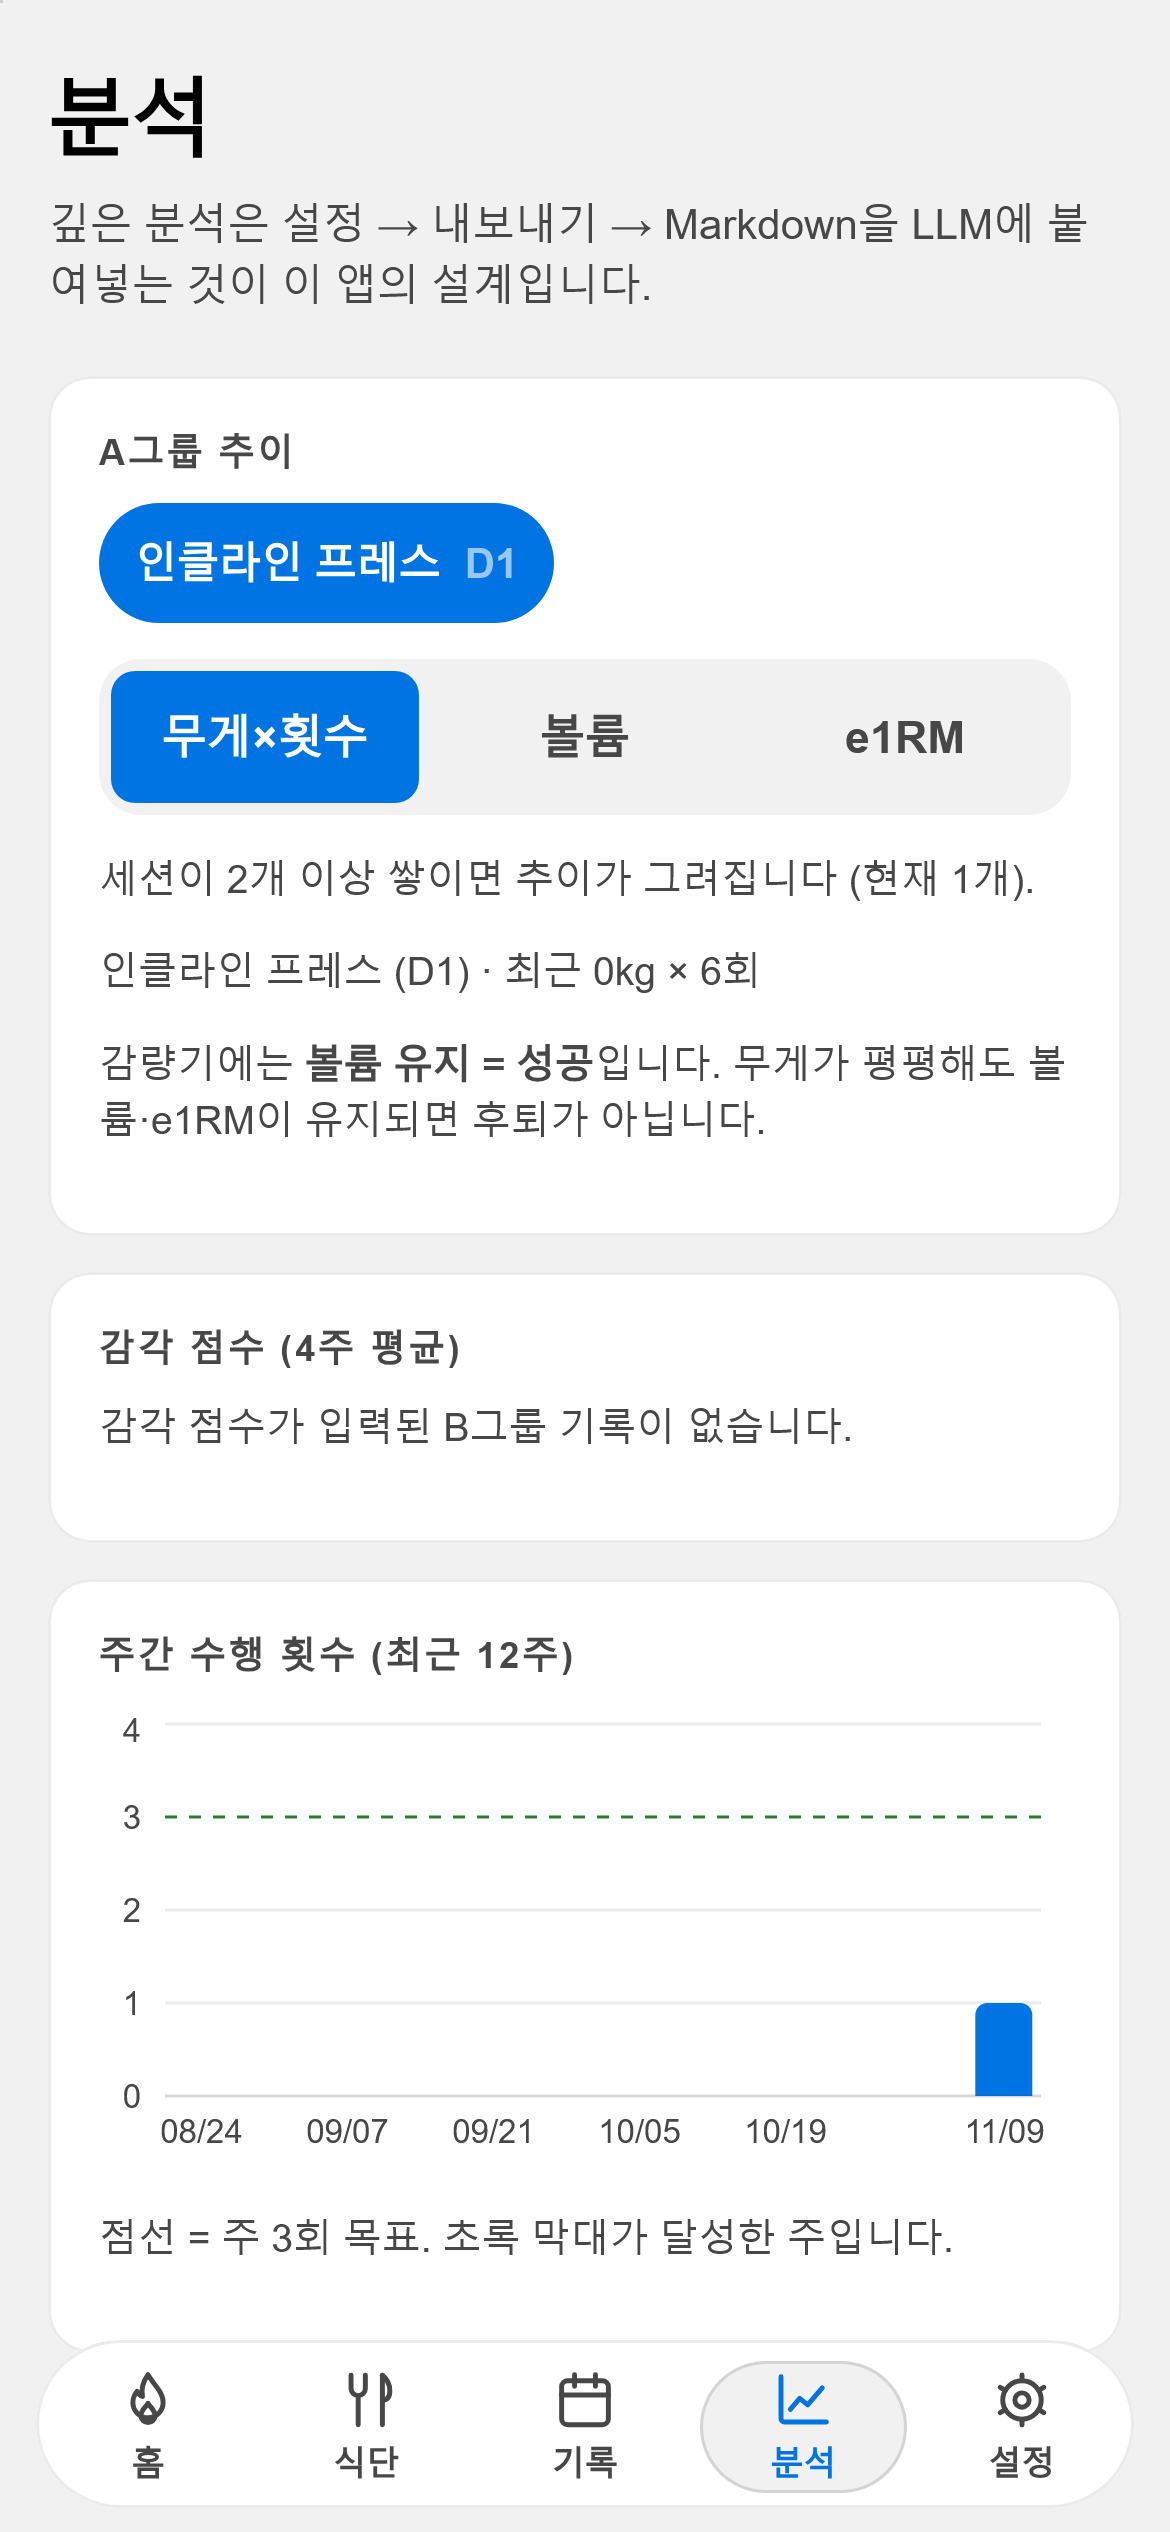 분석
깊은 분석은 설정 → 내보내기 → Markdown을 LLM에 붙
여넣는 것이 이 앱의 설계입니다.
A그룹 추이
인클라인 프레스 D1
무게×횟수 볼륨 e1RM
세션이 2개 이상 쌓이면 추이가 그려집니다 (현재 1개).
인클라인 프레스 (D1) · 최근 0kg × 6회
감량기에는 볼륨 유지 = 성공입니다. 무게가 평평해도 볼
륨·e1RM이 유지되면 후퇴가 아닙니다.
감각 점수 (4주 평균)
감각 점수가 입력된 B그룹 기록이 없습니다.
주간 수행 횟수 (최근 12주)
4
3
2
1
0
08/24 09/07 09/21 10/05 10/19 11/09
점선 = 주 3회 목표. 초록 막대가 달성한 주입니다.
홈 식단 기록 분석 설정